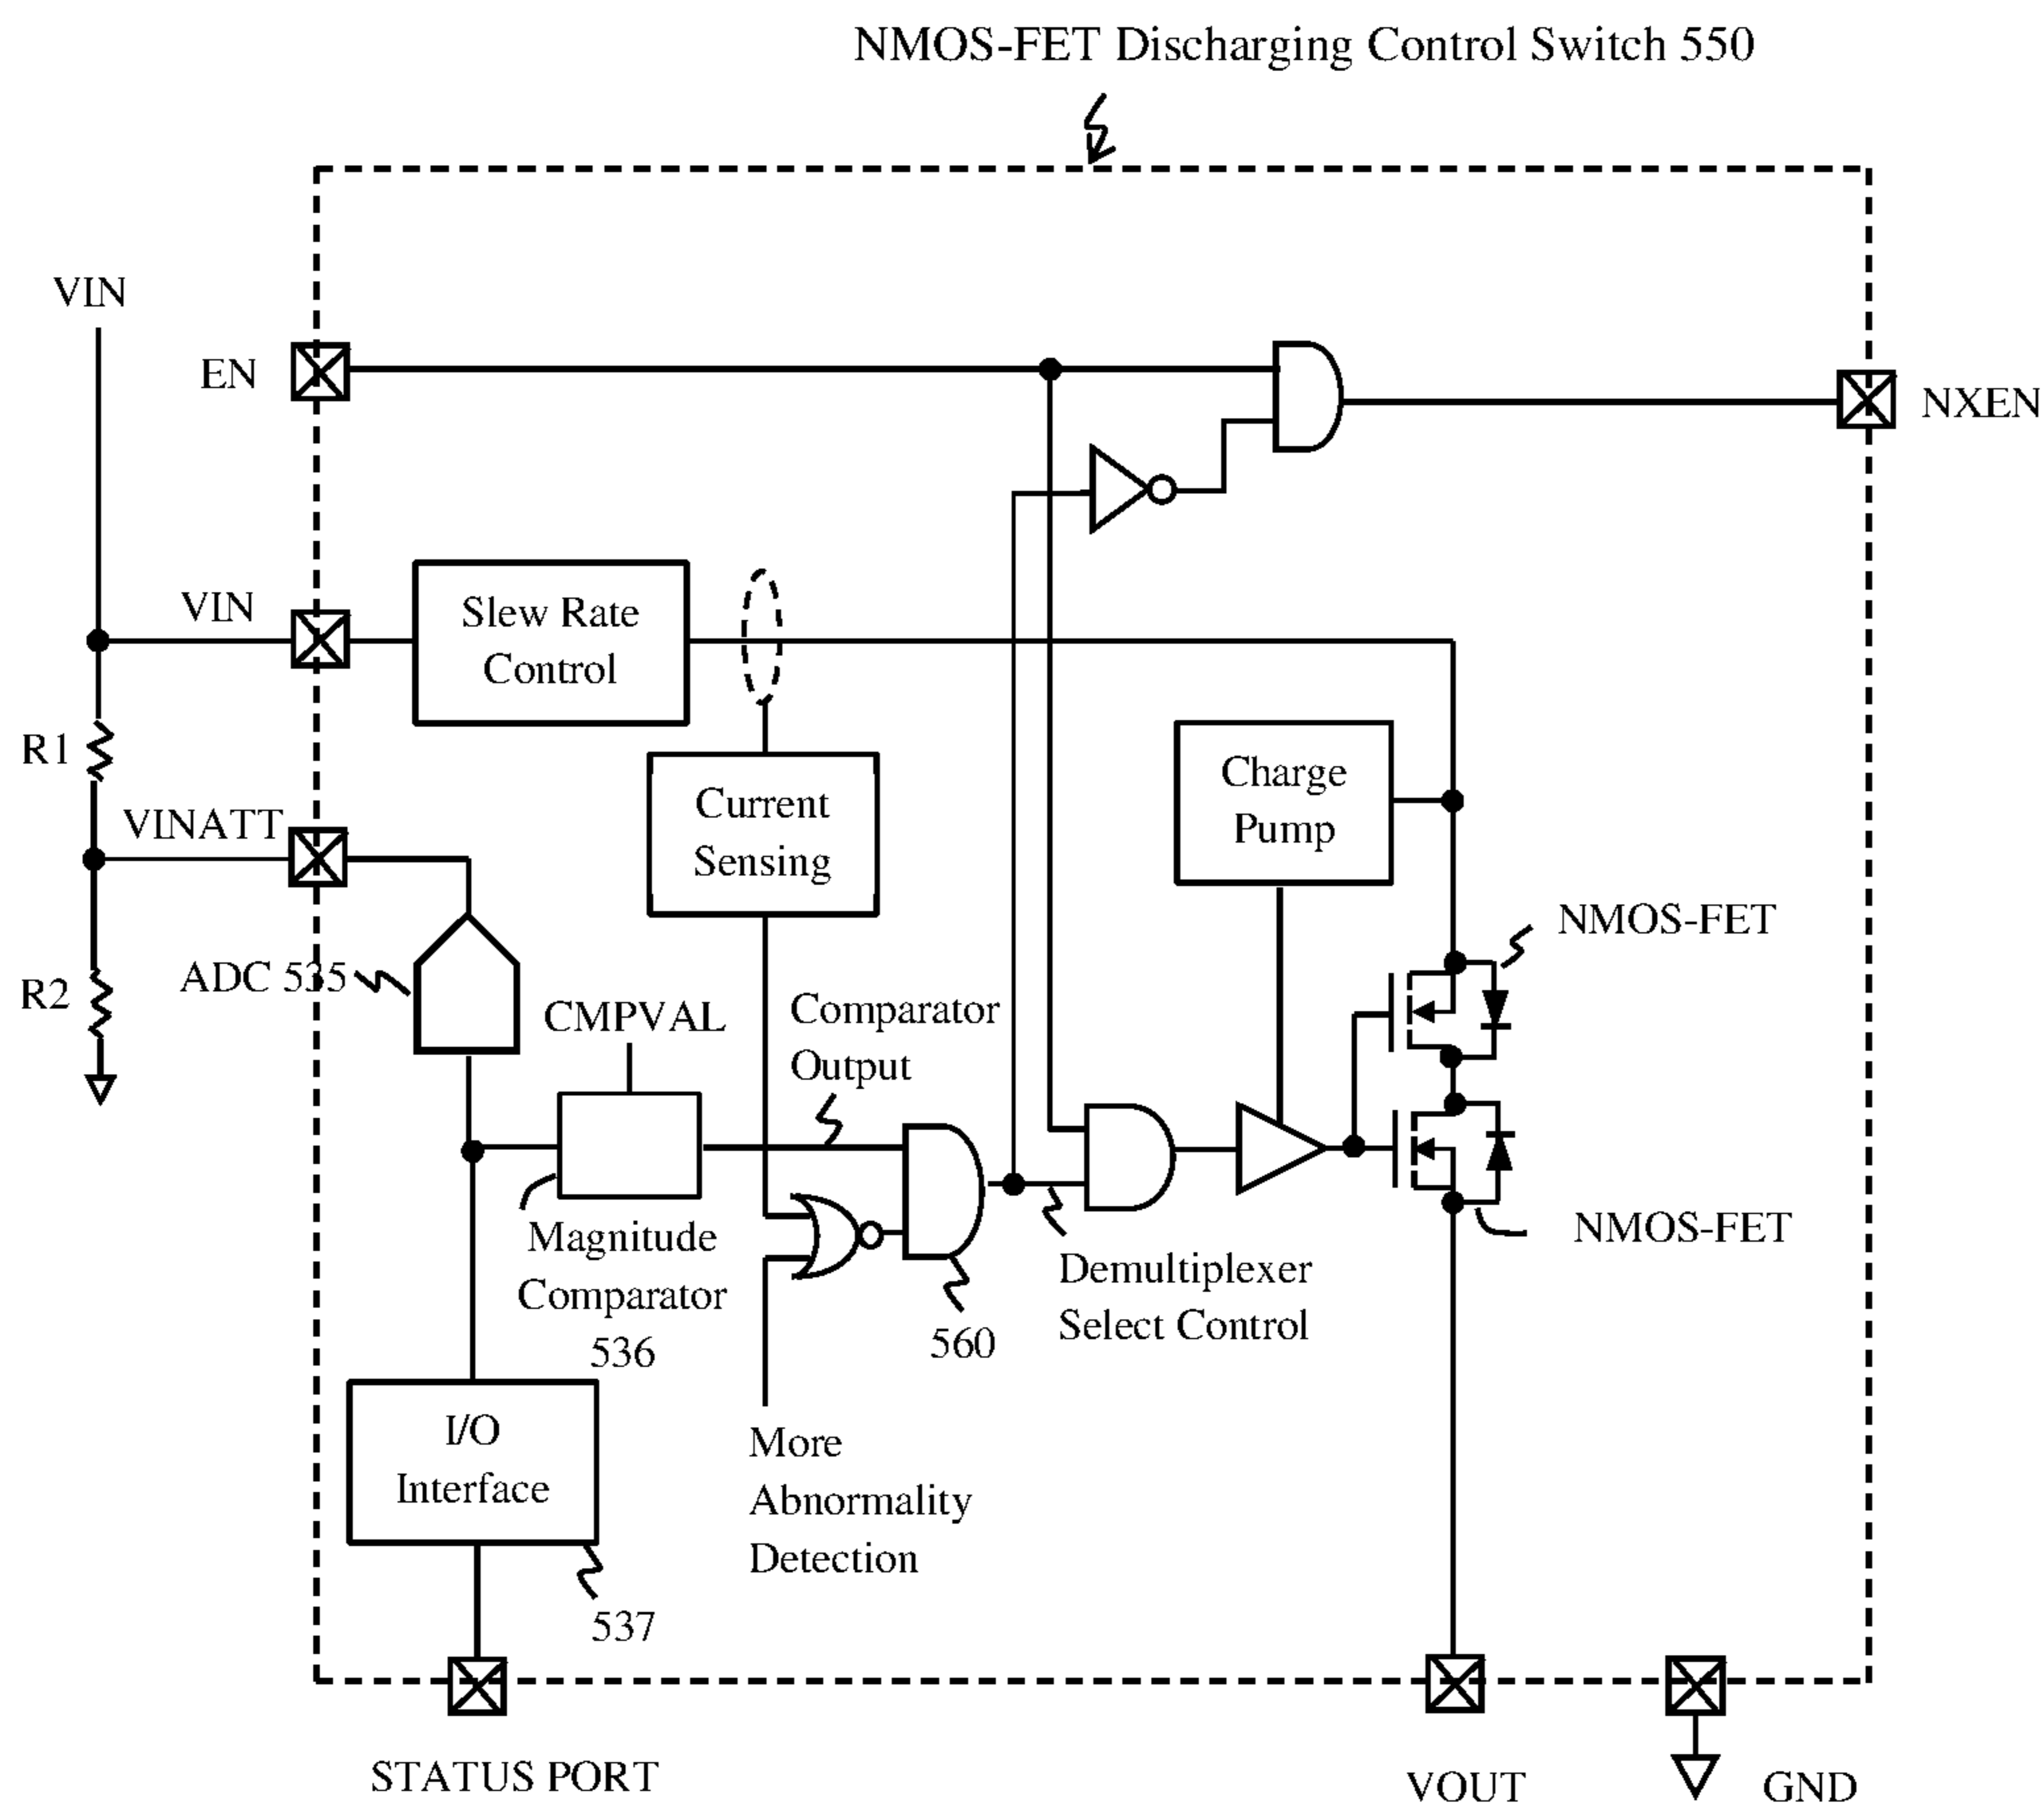 NMOS-FET Discharging Control Switch 550
VIN
EN
NXEN
VIN
Slew Rate
Control
R1
Charge
Pump
Current
Sensing
VINATT
NMOS-FET
ADC 535
R2
CMPVAL
Comparator
Output
Magnitude
Comparator
536
NMOS-FET
Demultiplexer
Select Control
560
I/O
Interface
More
Abnormality
Detection
537
STATUS PORT
VOUT
GND